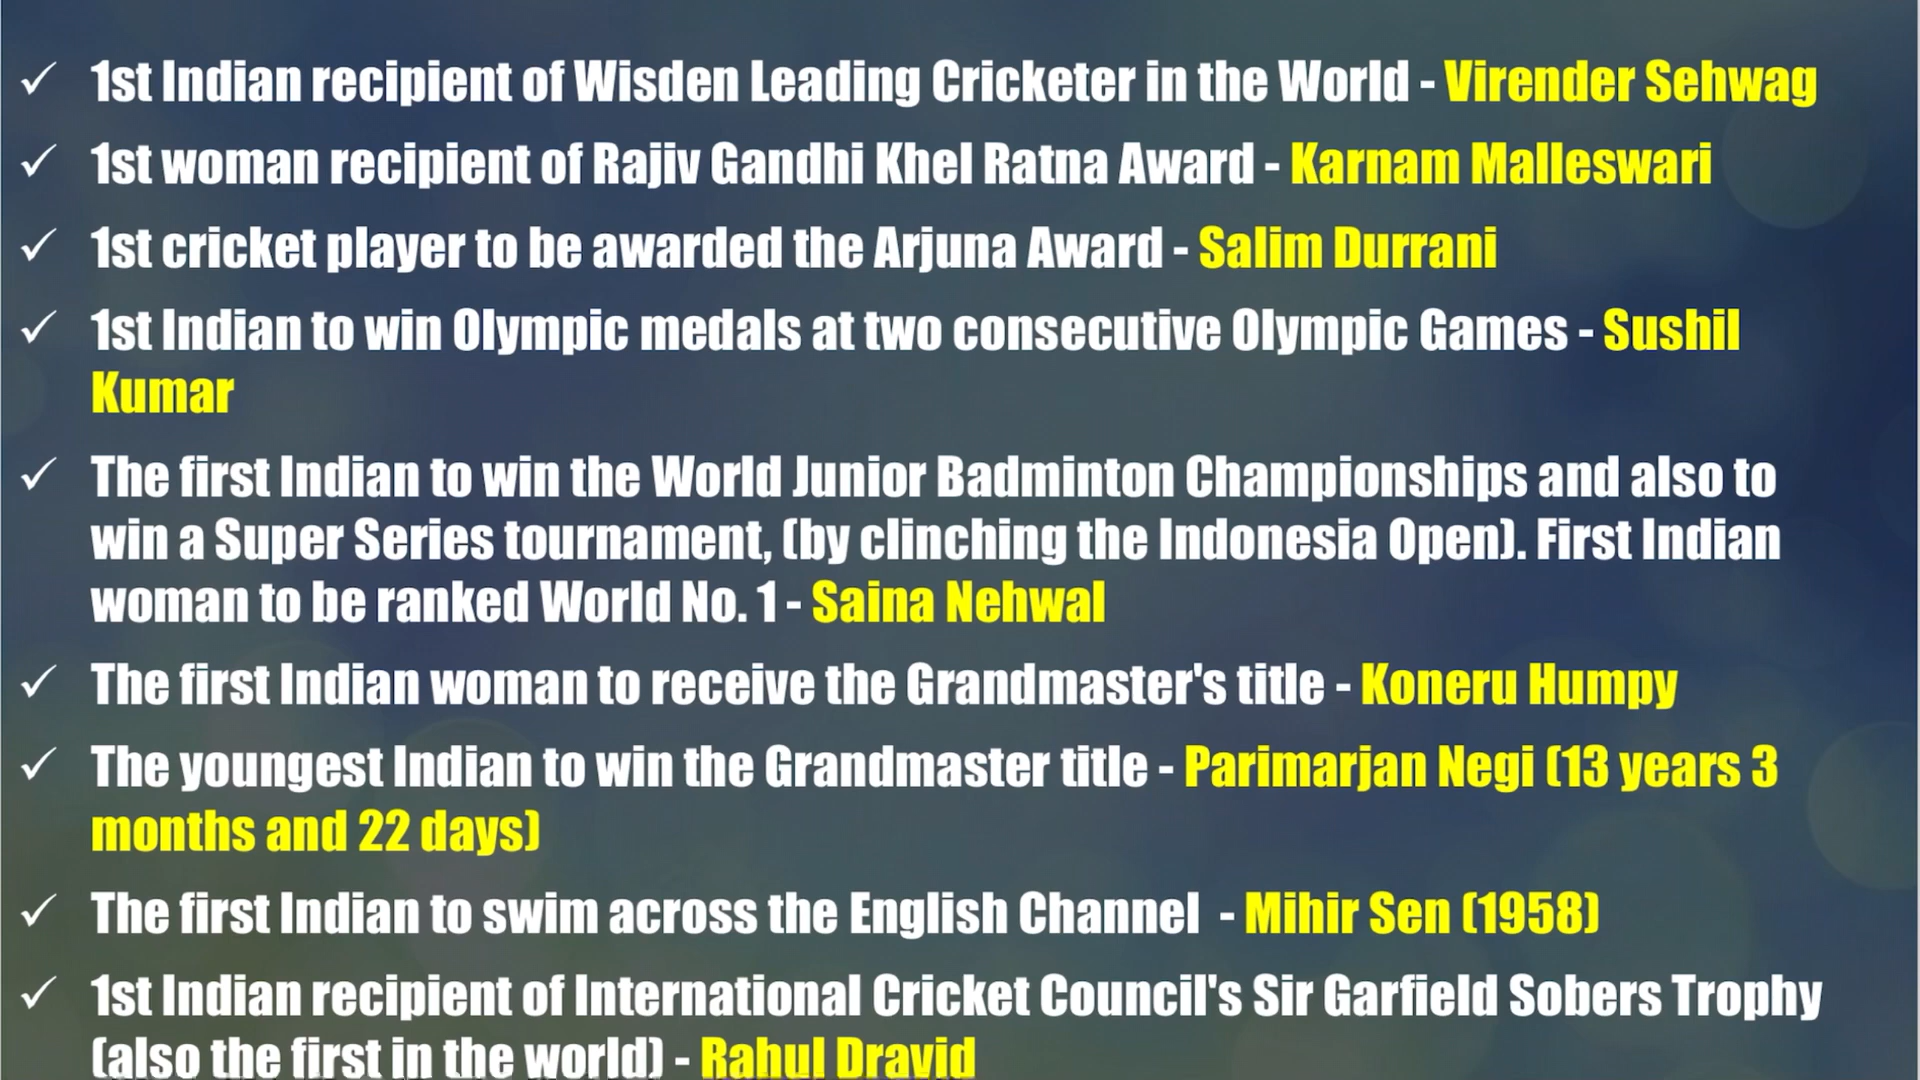 ✓ 1st Indian recipient of Wisden Leading Cricketer in the World - Virender Sehwag
✓ 1st woman recipient of Rajiv Gandhi Khel Ratna Award - Karnam Malleswari
✓ 1st cricket player to be awarded the Arjuna Award - Salim Durrani
✓ 1st Indian to win Olympic medals at two consecutive Olympic Games - Sushil
Kumar
✓ The first Indian to win the World Junior Badminton Championships and also to
win a Super Series tournament, (by clinching the Indonesia Open). First Indian
woman to be ranked World No. 1 - Saina Nehwal
✓ The first Indian woman to receive the Grandmaster's title - Koneru Humpy
✓ The youngest Indian to win the Grandmaster title - Parimarjan Negi (13 years 3
months and 22 days)
✓ The first Indian to swim across the English Channel - Mihir Sen (1958)
✓ 1st Indian recipient of International Cricket Council's Sir Garfield Sobers Trophy
(also the first in the world) - Rahul Dravid